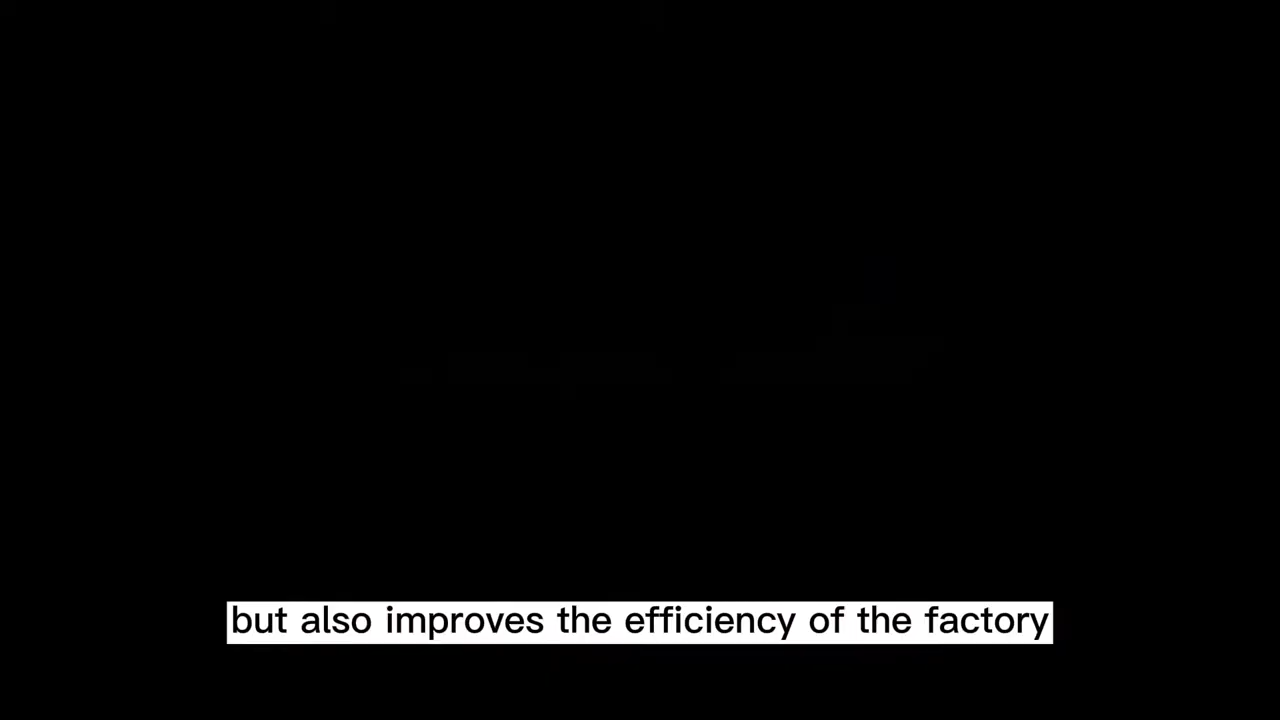 but also improves the efficiency of the factory